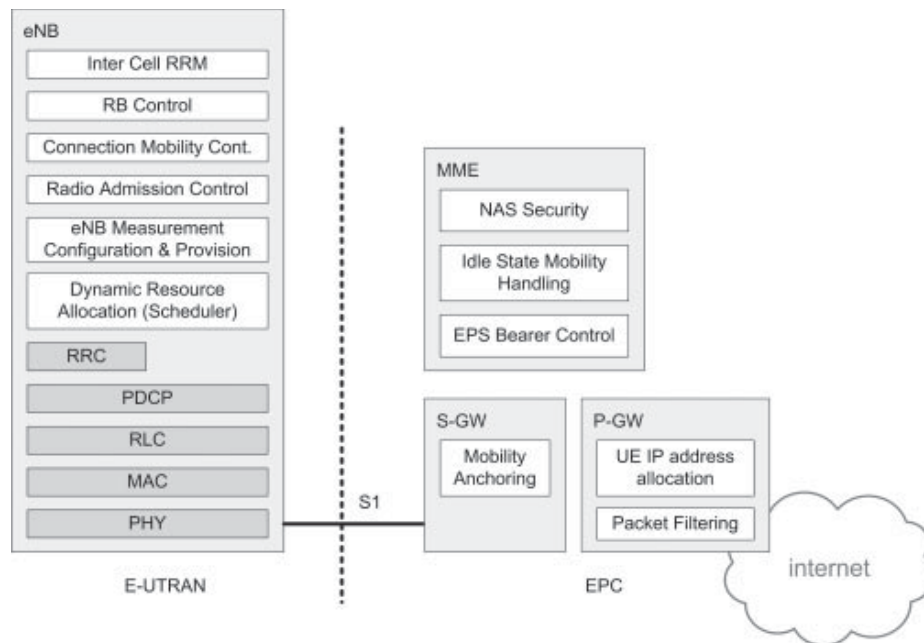 eNB
Inter Cell RRM
RB Control
Connection Mobility Cont.
Radio Admission Control
eNB Measurement
Configuration & Provision
Dynamic Resource
Allocation (Scheduler)
RRC
PDCP
RLC
MAC
PHY
S1
MME
NAS Security
Idle State Mobility
Handling
EPS Bearer Control
S-GW
Mobility
Anchoring
P-GW
UE IP address
allocation
Packet Filtering
internet
E-UTRAN
EPC